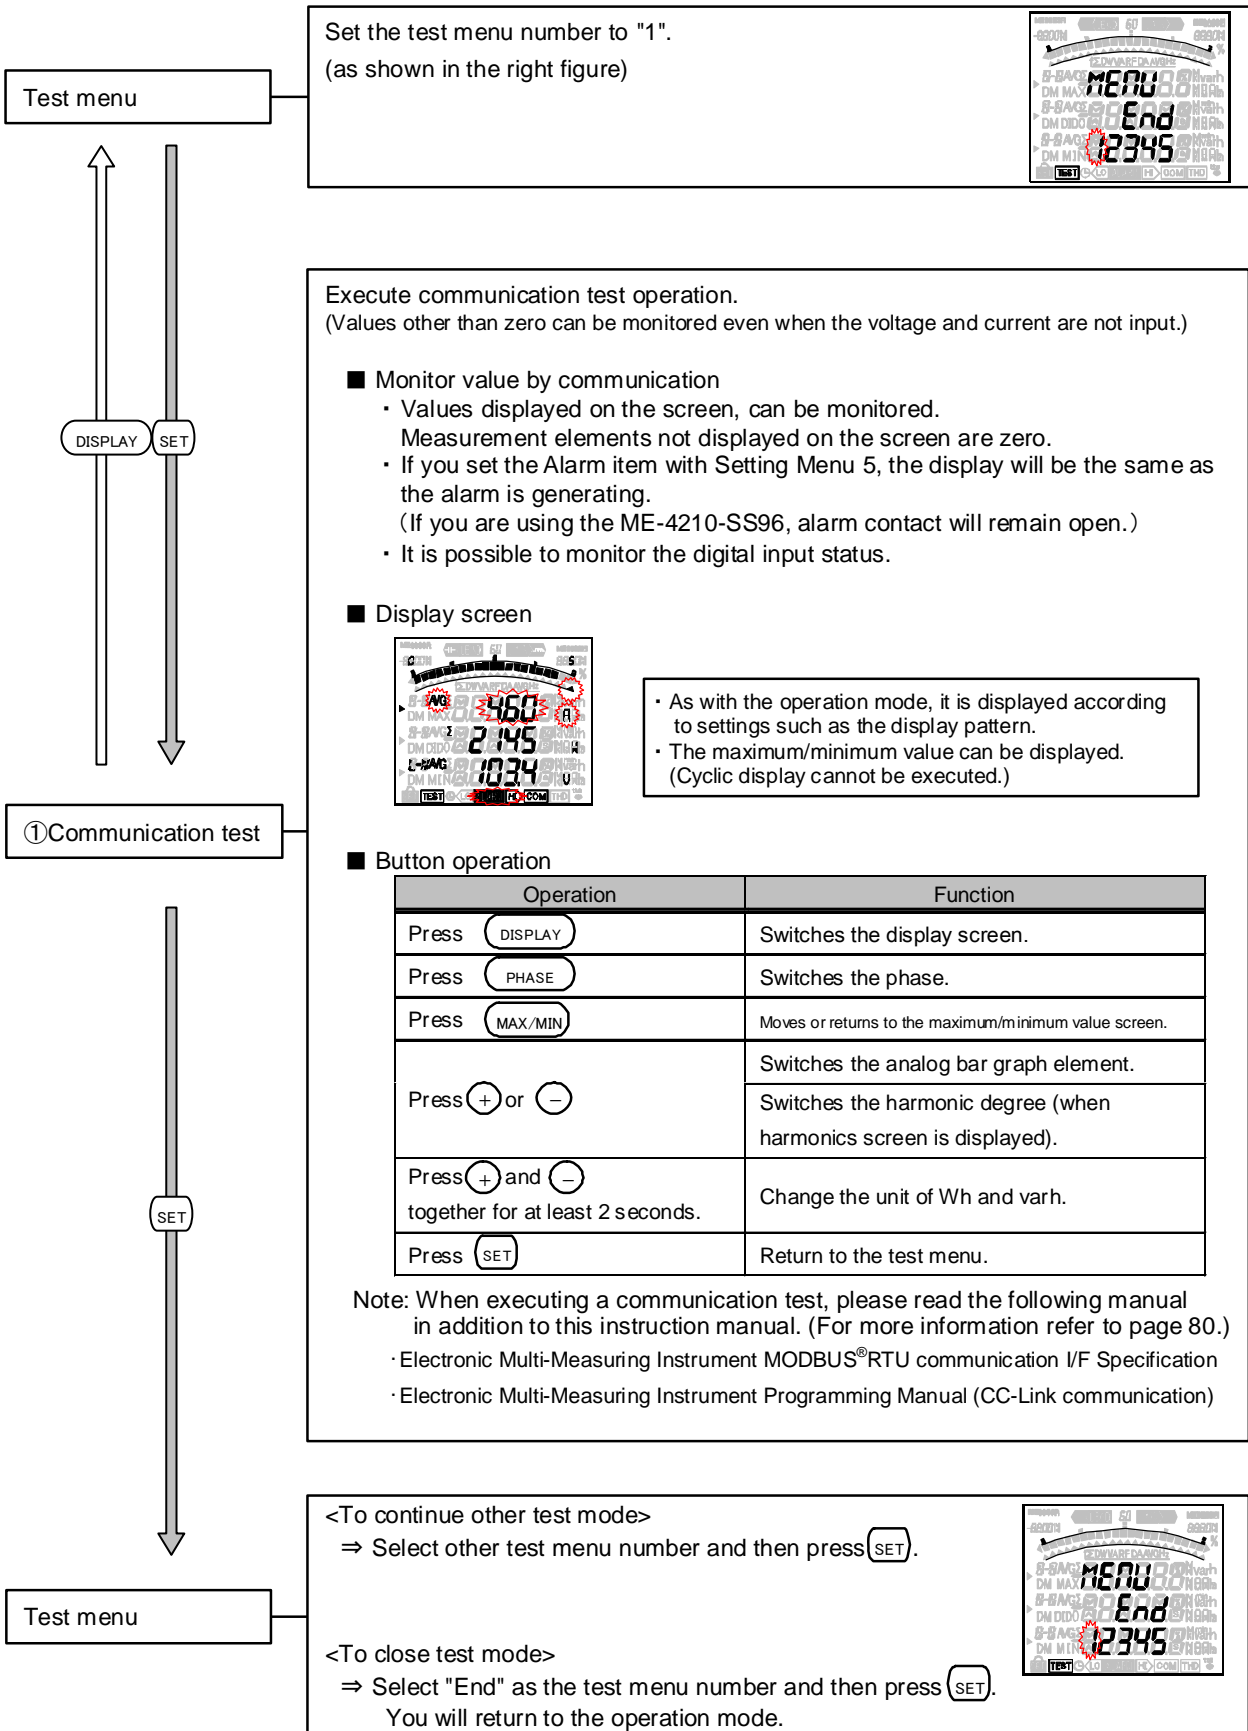 Set the test menu number to "1".
(as shown in the right figure)
Test menu
MENU
End
12345
TEST
Execute communication test operation.
(Values other than zero can be monitored even when the voltage and current are not input.)
■ Monitor value by communication
・Values displayed on the screen, can be monitored.
Measurement elements not displayed on the screen are zero.
・If you set the Alarm item with Setting Menu 5, the display will be the same as
the alarm is generating.
（If you are using the ME-4210-SS96, alarm contact will remain open.）
・It is possible to monitor the digital input status.
DISPLAY SET
■ Display screen
0 5
AVG 460 A
Σ 2145 W
AVG 103.4 V
TEST HI COM
・As with the operation mode, it is displayed according
to settings such as the display pattern.
・The maximum/minimum value can be displayed.
(Cyclic display cannot be executed.)
①Communication test
■ Button operation
Operation Function
Press DISPLAY Switches the display screen.
Press PHASE Switches the phase.
Press MAX/MIN Moves or returns to the maximum/minimum value screen.
Press + or − Switches the analog bar graph element.
Switches the harmonic degree (when
harmonics screen is displayed).
Press + and −
together for at least 2 seconds. Change the unit of Wh and varh.
Press SET Return to the test menu.
SET
Note: When executing a communication test, please read the following manual
in addition to this instruction manual. (For more information refer to page 80.)
･Electronic Multi-Measuring Instrument MODBUS®RTU communication I/F Specification
･Electronic Multi-Measuring Instrument Programming Manual (CC-Link communication)
<To continue other test mode>
⇒ Select other test menu number and then press SET.
Test menu
MENU
End
12345
TEST
<To close test mode>
⇒ Select "End" as the test menu number and then press SET.
You will return to the operation mode.